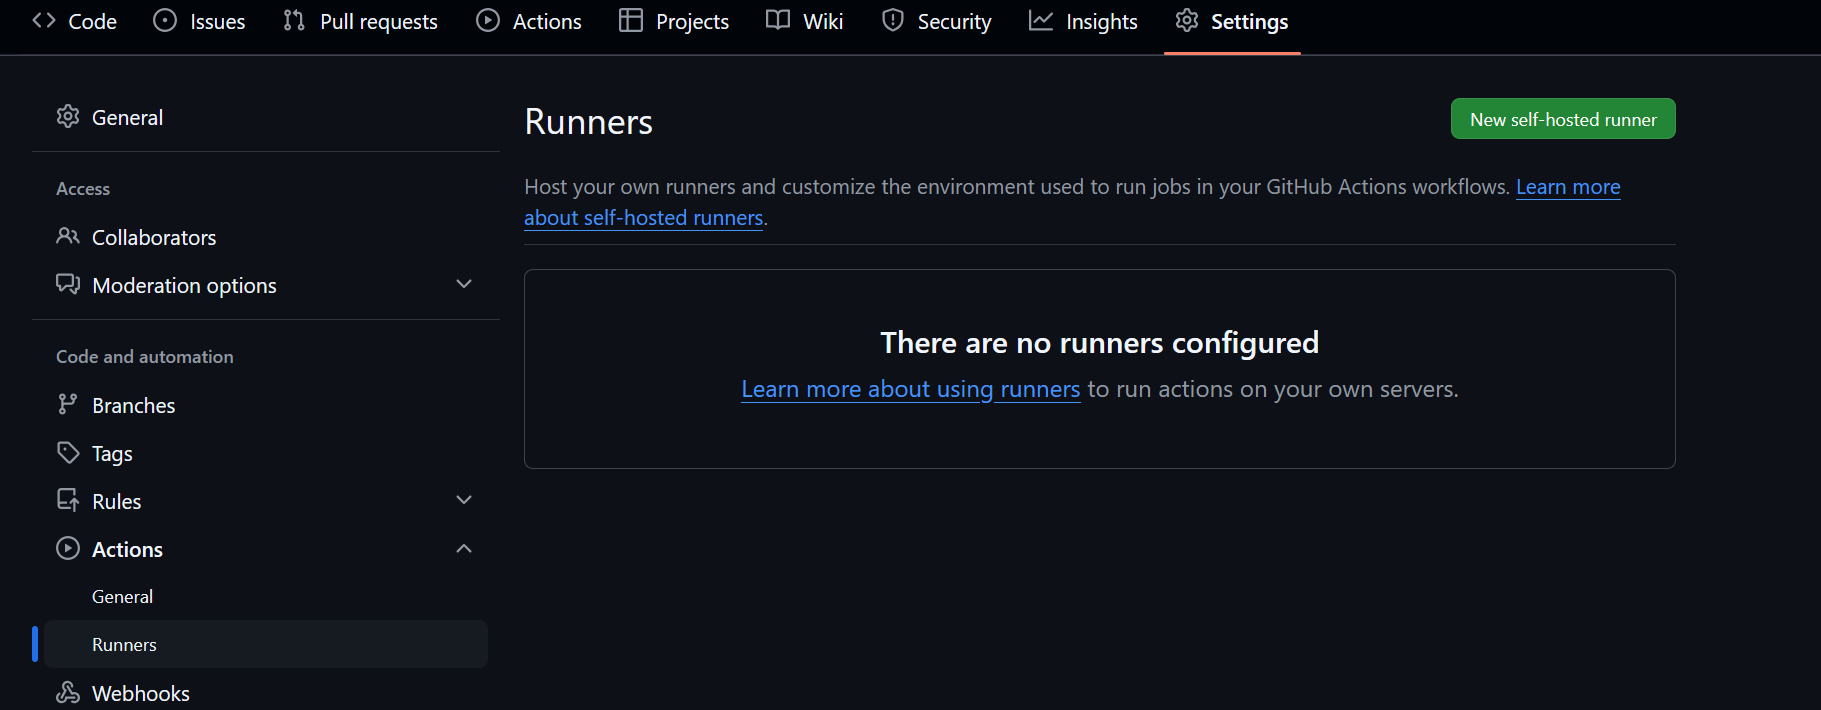 Code Issues Pull requests Actions Projects Wiki Security Insights Settings
General
Access
Collaborators
Moderation options
Code and automation
Branches
Tags
Rules
Actions
General
Runners
Webhooks
Runners
New self-hosted runner
Host your own runners and customize the environment used to run jobs in your GitHub Actions workflows. Learn more
about self-hosted runners.
There are no runners configured
Learn more about using runners to run actions on your own servers.